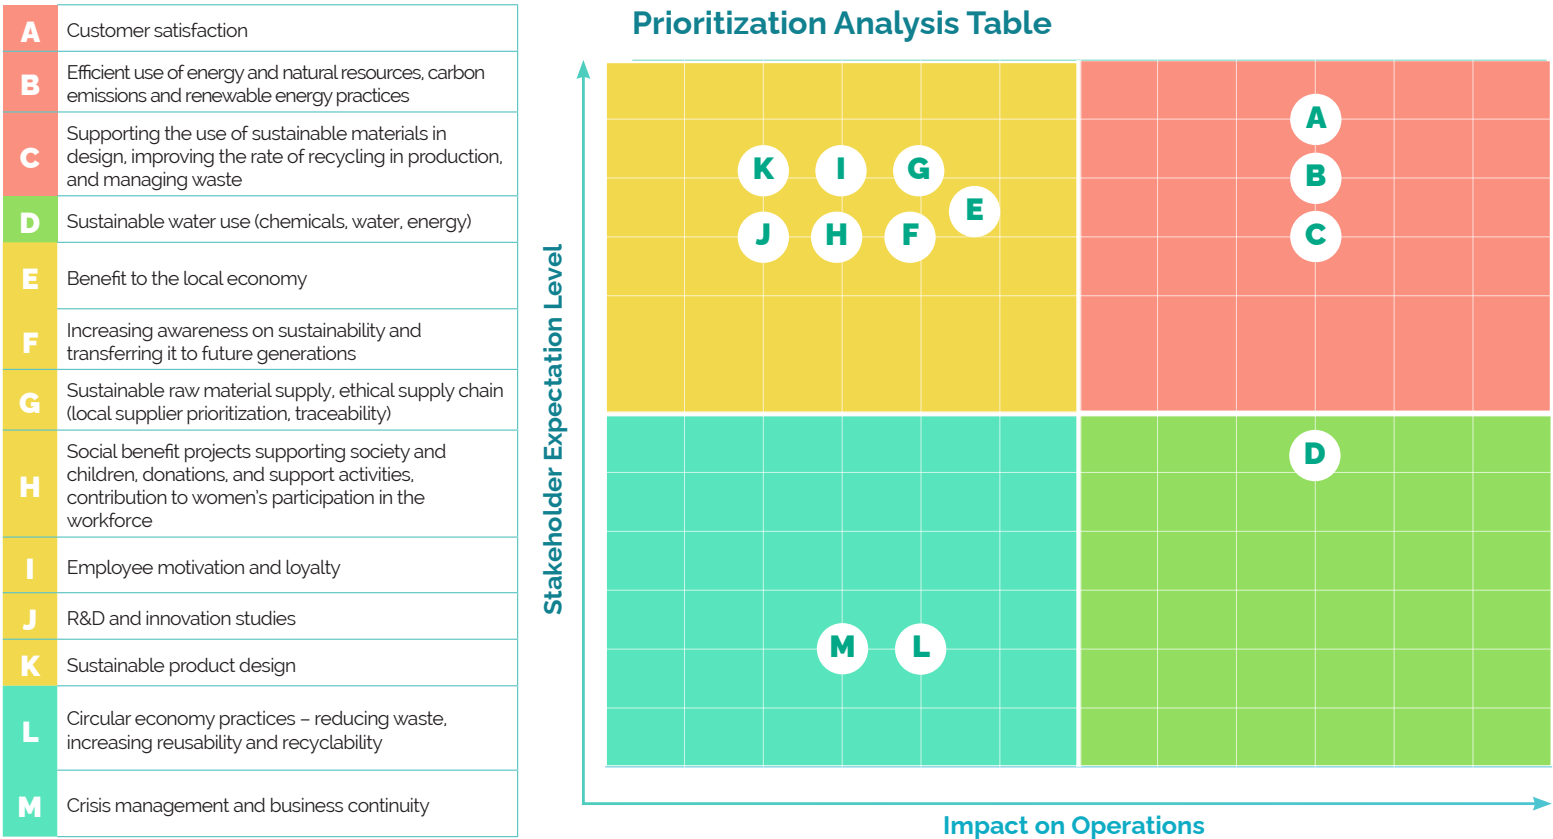 A
Customer satisfaction
B
Efficient use of energy and natural resources, carbon
emissions and renewable energy practices
C
Supporting the use of sustainable materials in
design, improving the rate of recycling in production,
and managing waste
D
Sustainable water use (chemicals, water, energy)
E
Benefit to the local economy
F
Increasing awareness on sustainability and
transferring it to future generations
G
Sustainable raw material supply, ethical supply chain
(local supplier prioritization, traceability)
H
Social benefit projects supporting society and
children, donations, and support activities,
contribution to women's participation in the
workforce
I
Employee motivation and loyalty
J
R&D and innovation studies
K
Sustainable product design
L
Circular economy practices – reducing waste,
increasing reusability and recyclability
M
Crisis management and business continuity
Prioritization Analysis Table
Stakeholder Expectation Level
A
K I G
B
E
J H F
C
D
M L
Impact on Operations